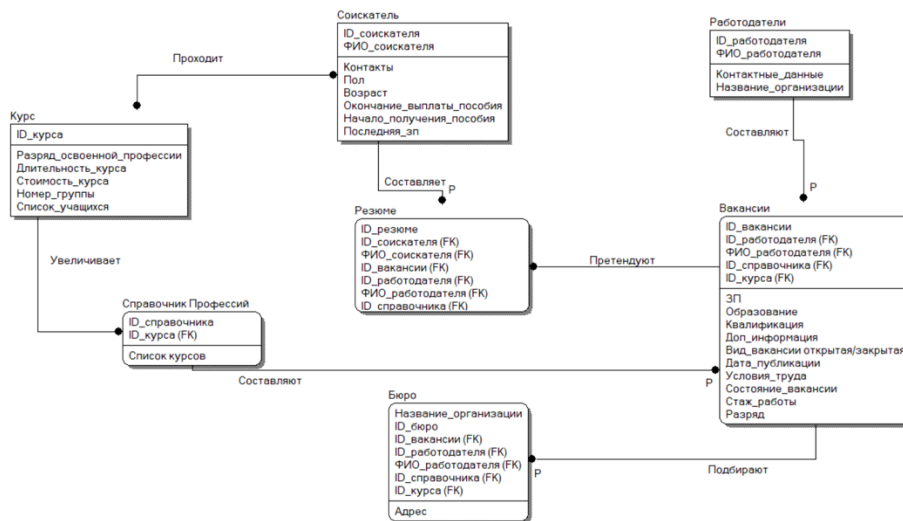 Соискатель
ID_соискателя
ФИО_соискателя
Контакты
Пол
Возраст
Окончание_выплаты_пособия
Начало_получения_пособия
Последняя_зп
Работодатели
ID_работодателя
ФИО_работодателя
Контактные_данные
Название_организации
Проходит
Курс
ID_курса
Разряд_освоенной_профессии
Длительность_курса
Стоимость_курса
Номер_группы
Список_учащихся
Составляет
P
Составляют
P
Резюме
ID_резюме
ID_соискателя (FK)
ФИО_соискателя (FK)
ID_вакансии (FK)
ID_работодателя (FK)
ФИО_работодателя (FK)
ID_справочника (FK)
Претендуют
Вакансии
ID_вакансии
ID_работодателя (FK)
ФИО_работодателя (FK)
ID_справочника (FK)
ID_курса (FK)
ЗП
Образование
Квалификация
Доп_информация
Вид_вакансии открытая/закрытая
Дата_публикации
Условия_труда
Состояние_вакансии
Стаж_работы
Разряд
Увеличивает
Справочник Профессий
ID_справочника
ID_курса (FK)
Список курсов
Составляют
P
Бюро
Название_организации
ID_бюро
ID_вакансии (FK)
ID_работодателя (FK)
ФИО_работодателя (FK)
ID_справочника (FK)
ID_курса (FK)
Адрес
P
Подбирают